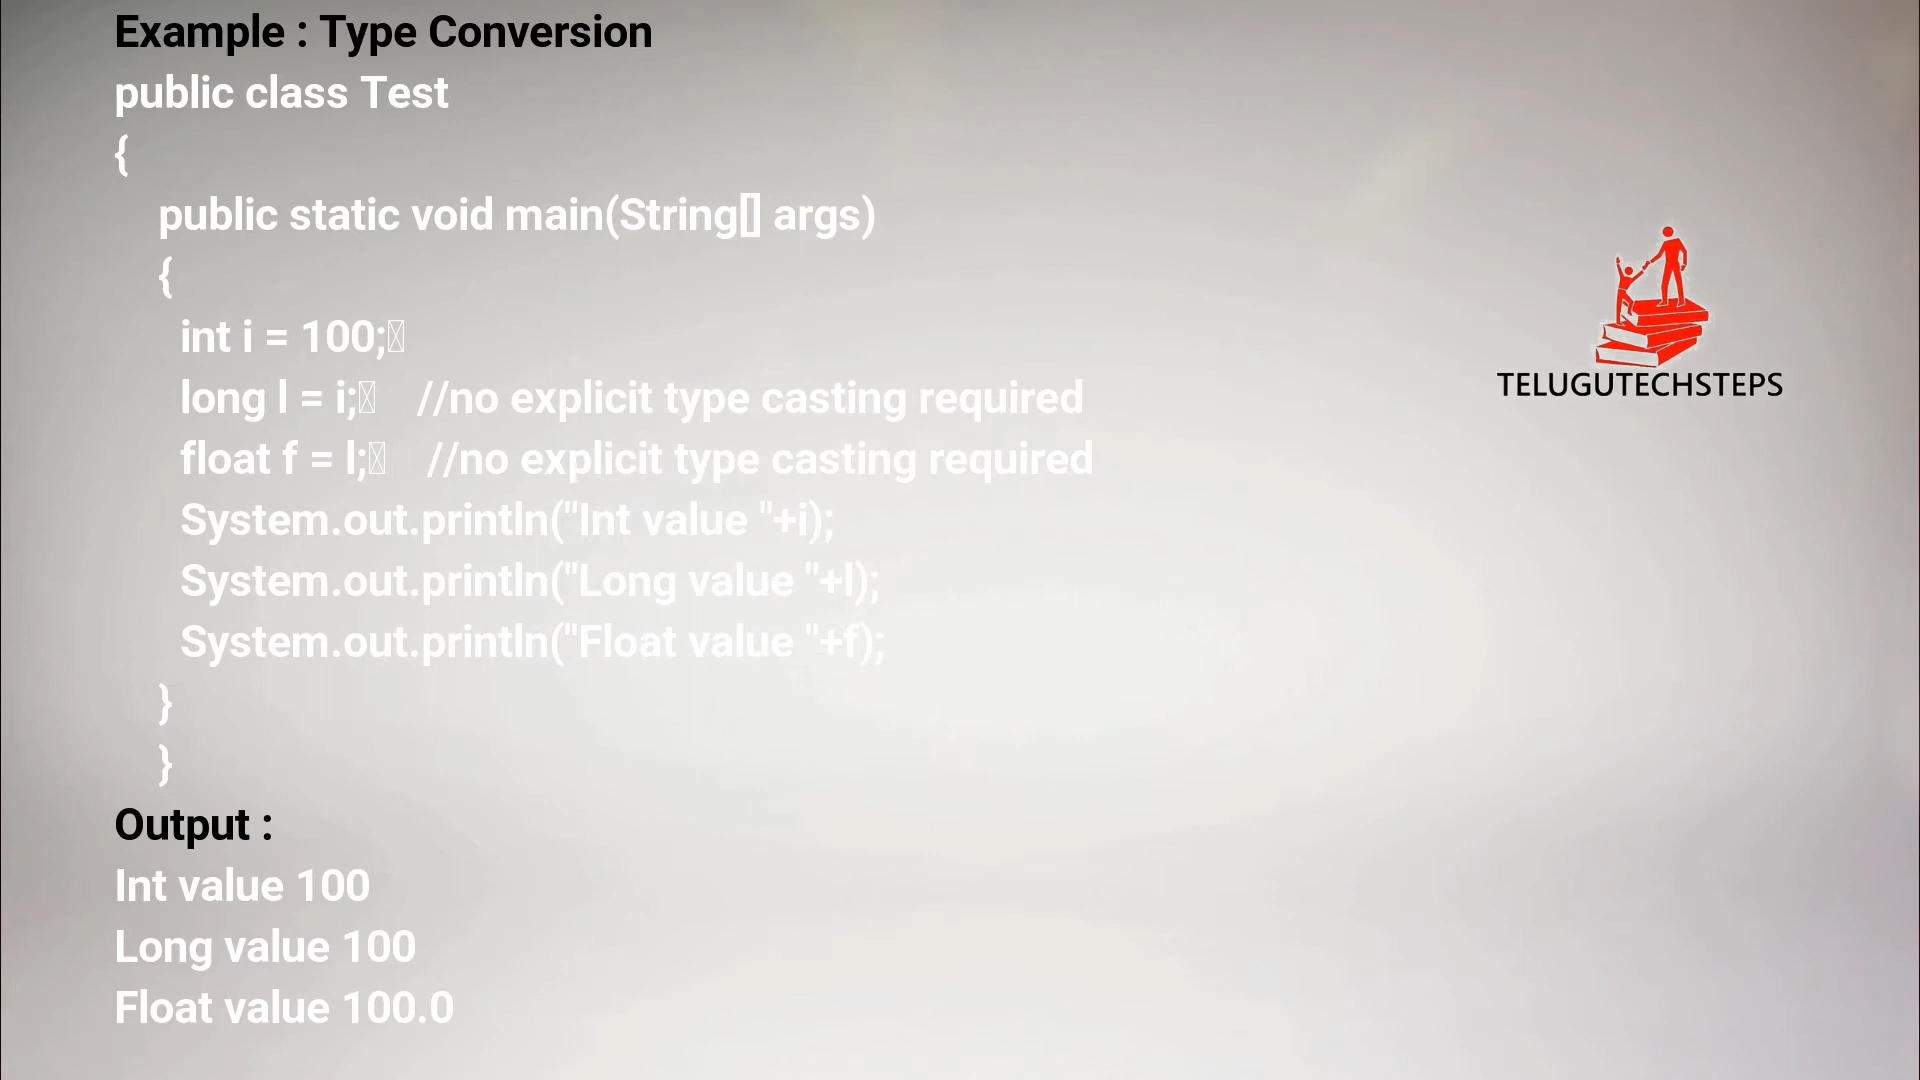 Example : Type Conversion
public class Test
{
public static void main(String[] args)
{
int i = 100;
long l = i;    //no explicit type casting required
float f = l;    //no explicit type casting required
System.out.println("Int value "+i);
System.out.println("Long value "+l);
System.out.println("Float value "+f);
}
}
Output :
Int value 100
Long value 100
Float value 100.0
TELUGUTECHSTEPS